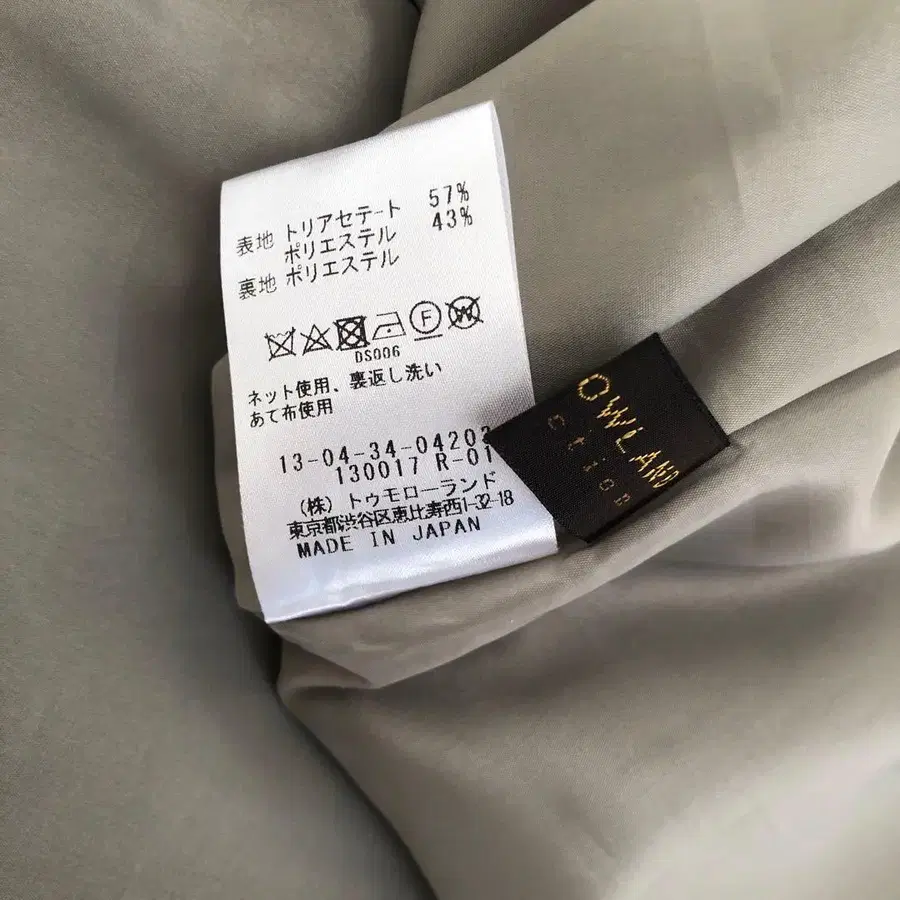 表地 トリアセテート 57%
ポリエステル 43%
裏地 ポリエステル
F W
DS006
ネット使用、裏返し洗い
あて布使用
13-04-34-0420
130017 R-01
(株) トゥモローランド
東京都渋谷区恵比寿西1-32-18
MADE IN JAPAN
OWLAND
ction